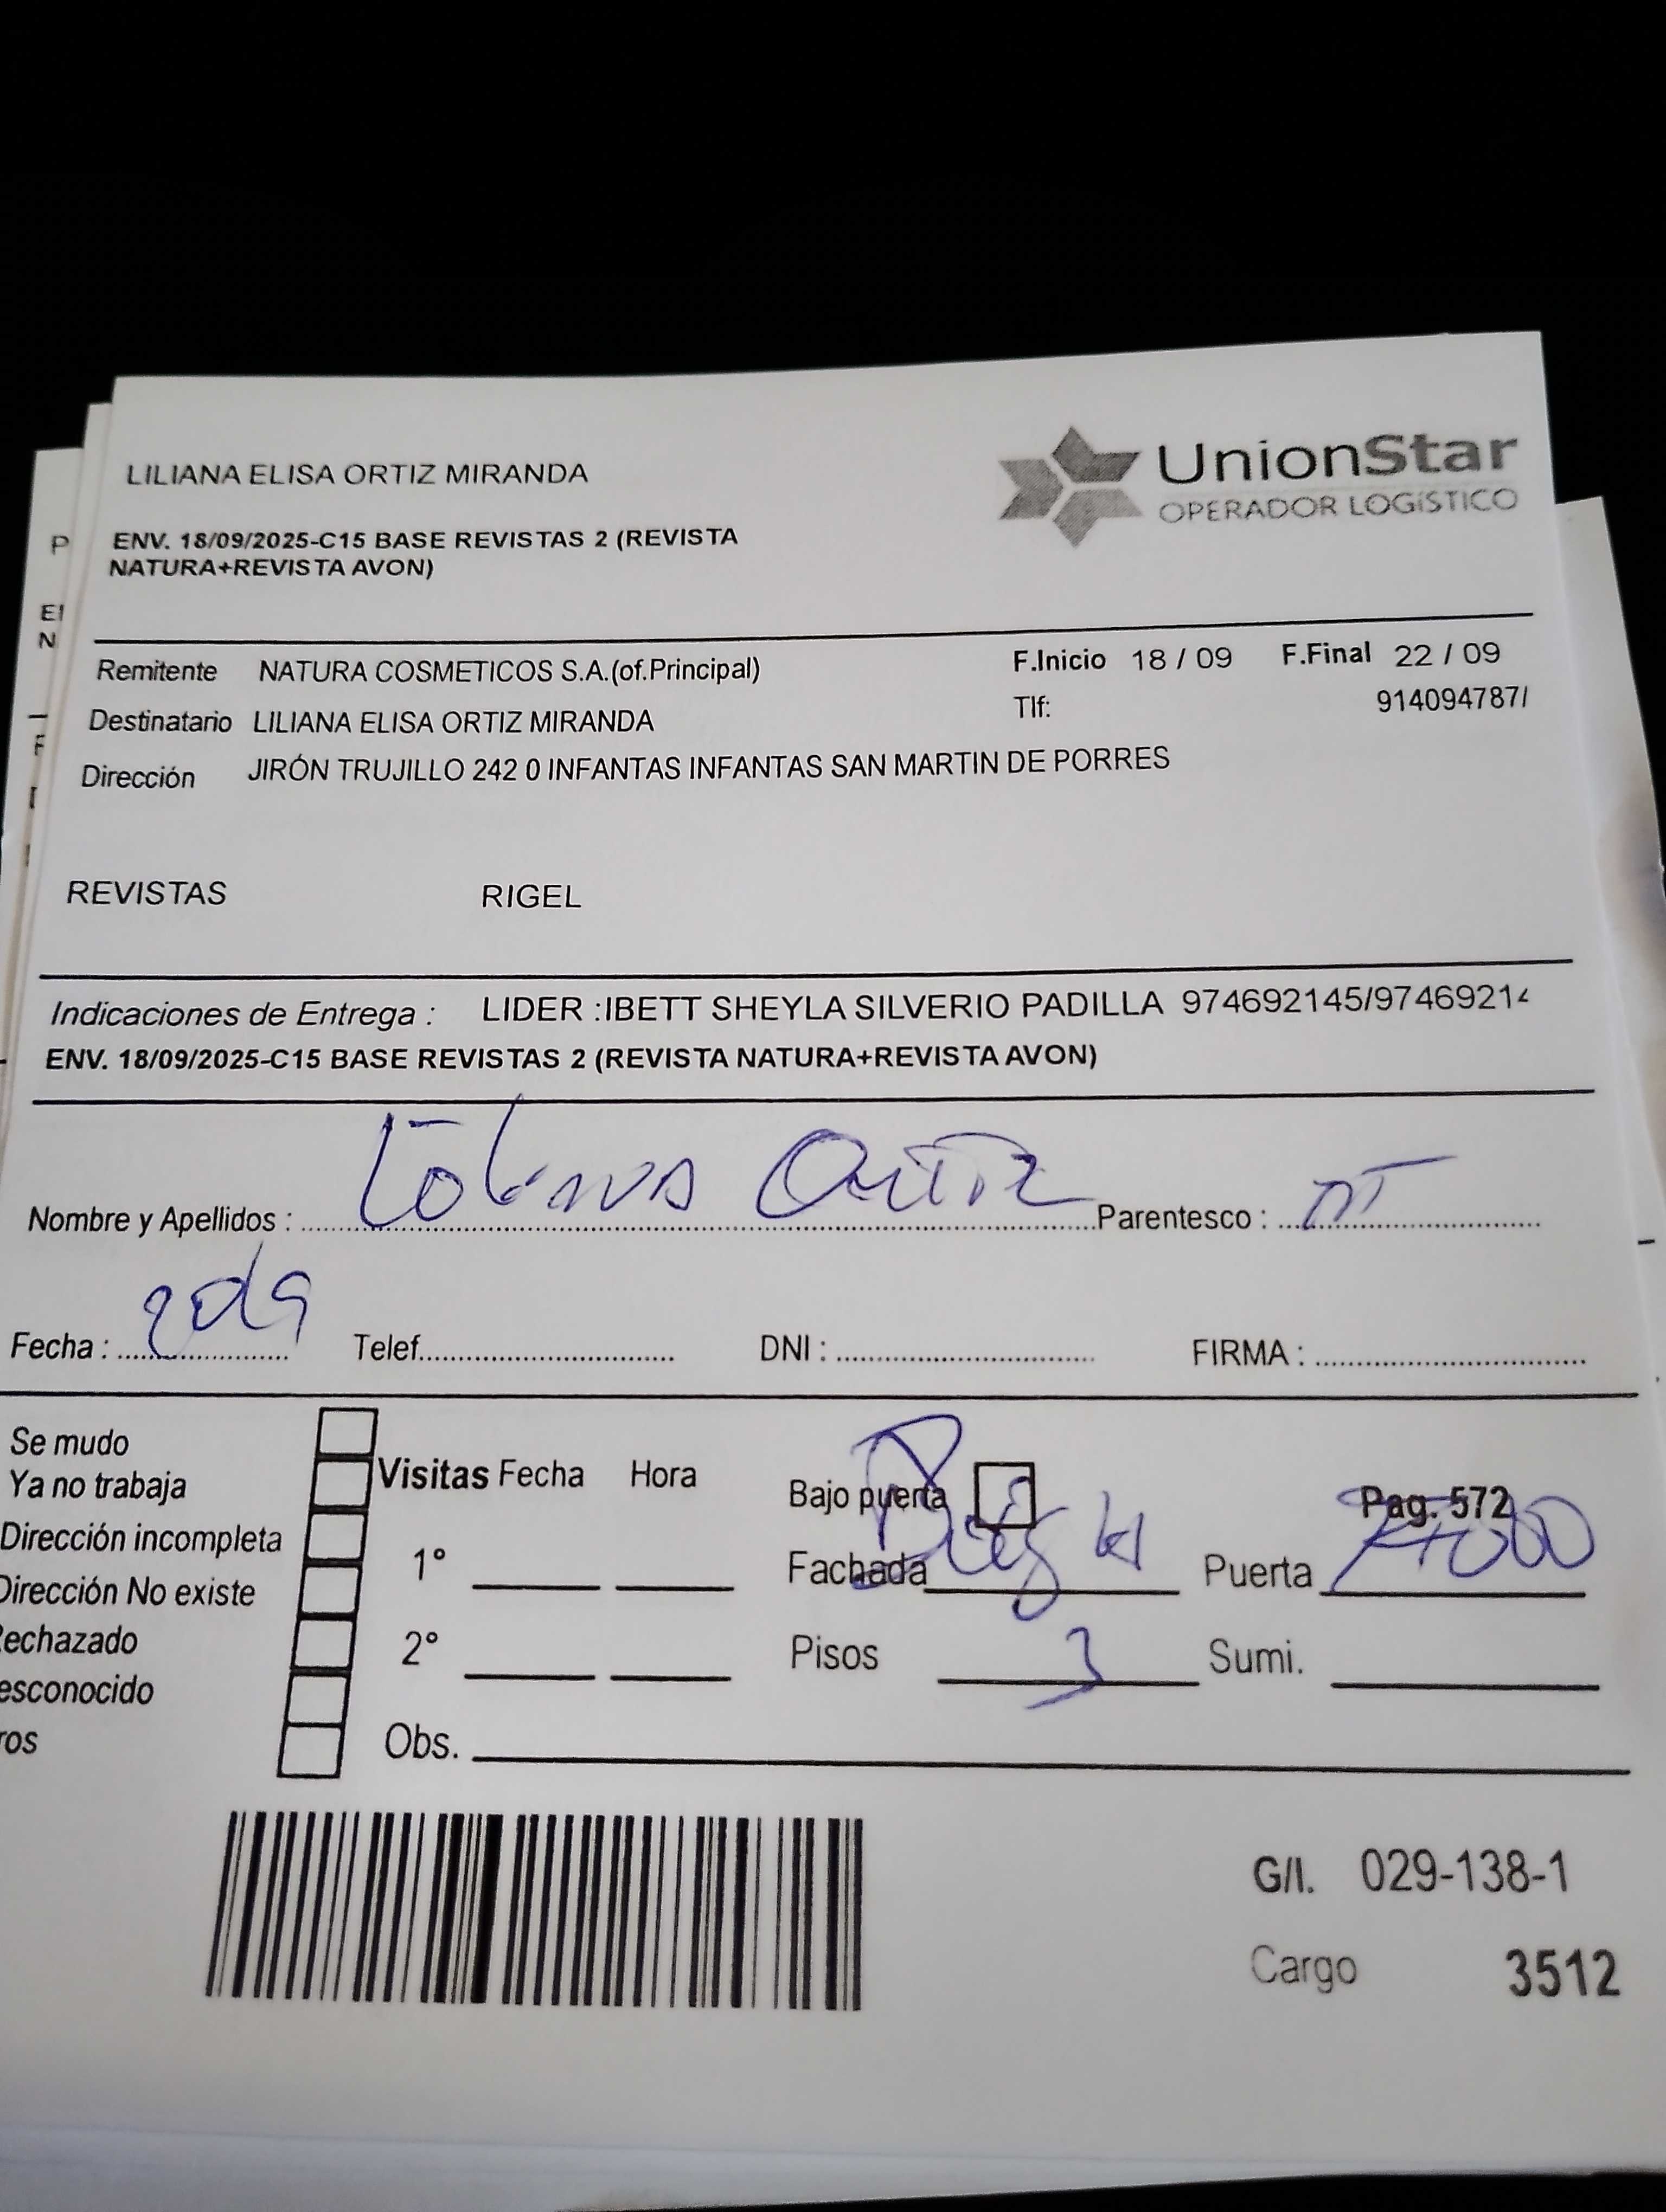 LILIANA ELISA ORTIZ MIRANDA
UnionStar
OPERADOR LOGíSTICO
ENV. 18/09/2025-C15 BASE REVISTAS 2 (REVISTA
NATURA+REVISTA AVON)
Remitente NATURA COSMETICOS S.A.(of.Principal) F.Inicio 18 / 09 F.Final 22 / 09
Destinatario LILIANA ELISA ORTIZ MIRANDA Tlf: 914094787/
Dirección JIRÓN TRUJILLO 242 0 INFANTAS INFANTAS SAN MARTIN DE PORRES
REVISTAS RIGEL
Indicaciones de Entrega : LIDER :IBETT SHEYLA SILVERIO PADILLA 974692145/97469214
ENV. 18/09/2025-C15 BASE REVISTAS 2 (REVISTA NATURA+REVISTA AVON)
Nombre y Apellidos : Ortiz Parentesco :
Fecha : Telef. DNI : FIRMA :
Se mudo
Ya no trabaja
Dirección incompleta
Dirección No existe
Rechazado
esconocido
ros
Visitas Fecha Hora
1°
2°
Obs.
Bajo puerta Pag. 572
Fachada Puerta
Pisos 3 Sumi.
G/I. 029-138-1
Cargo 3512